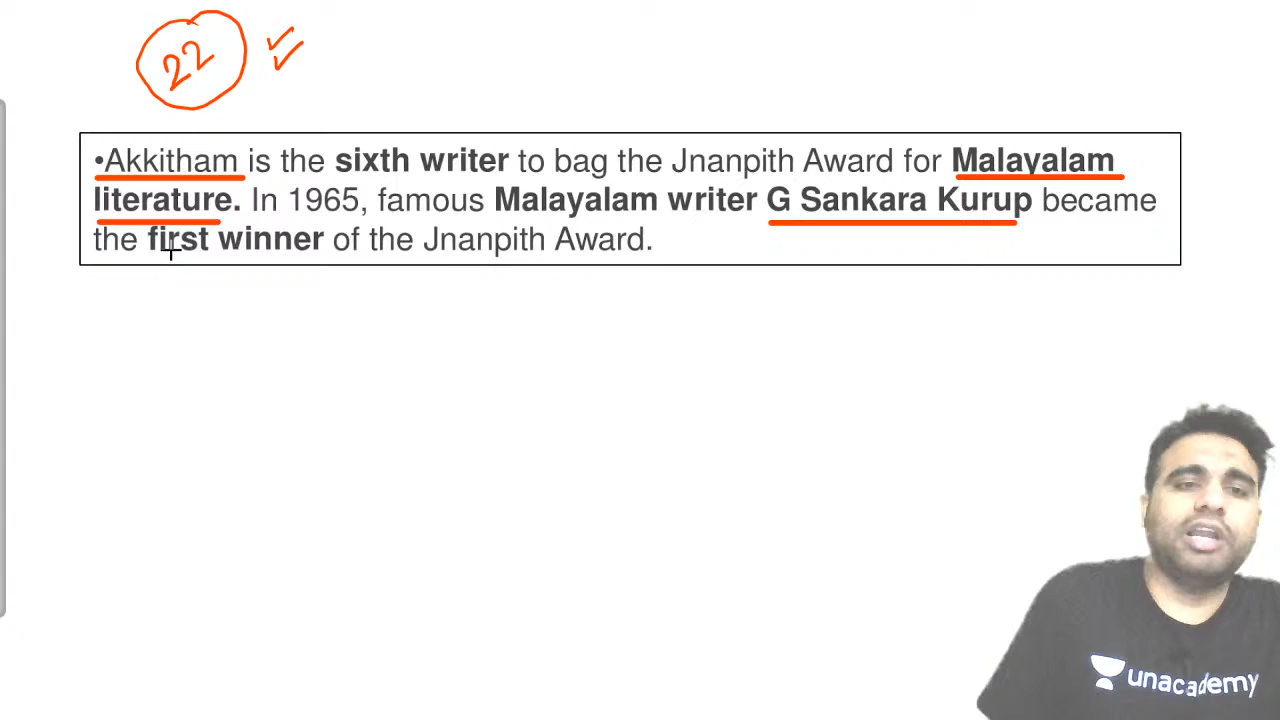 22
•Akkitham is the sixth writer to bag the Jnanpith Award for Malayalam
literature. In 1965, famous Malayalam writer G Sankara Kurup became
the first winner of the Jnanpith Award.
unacademy